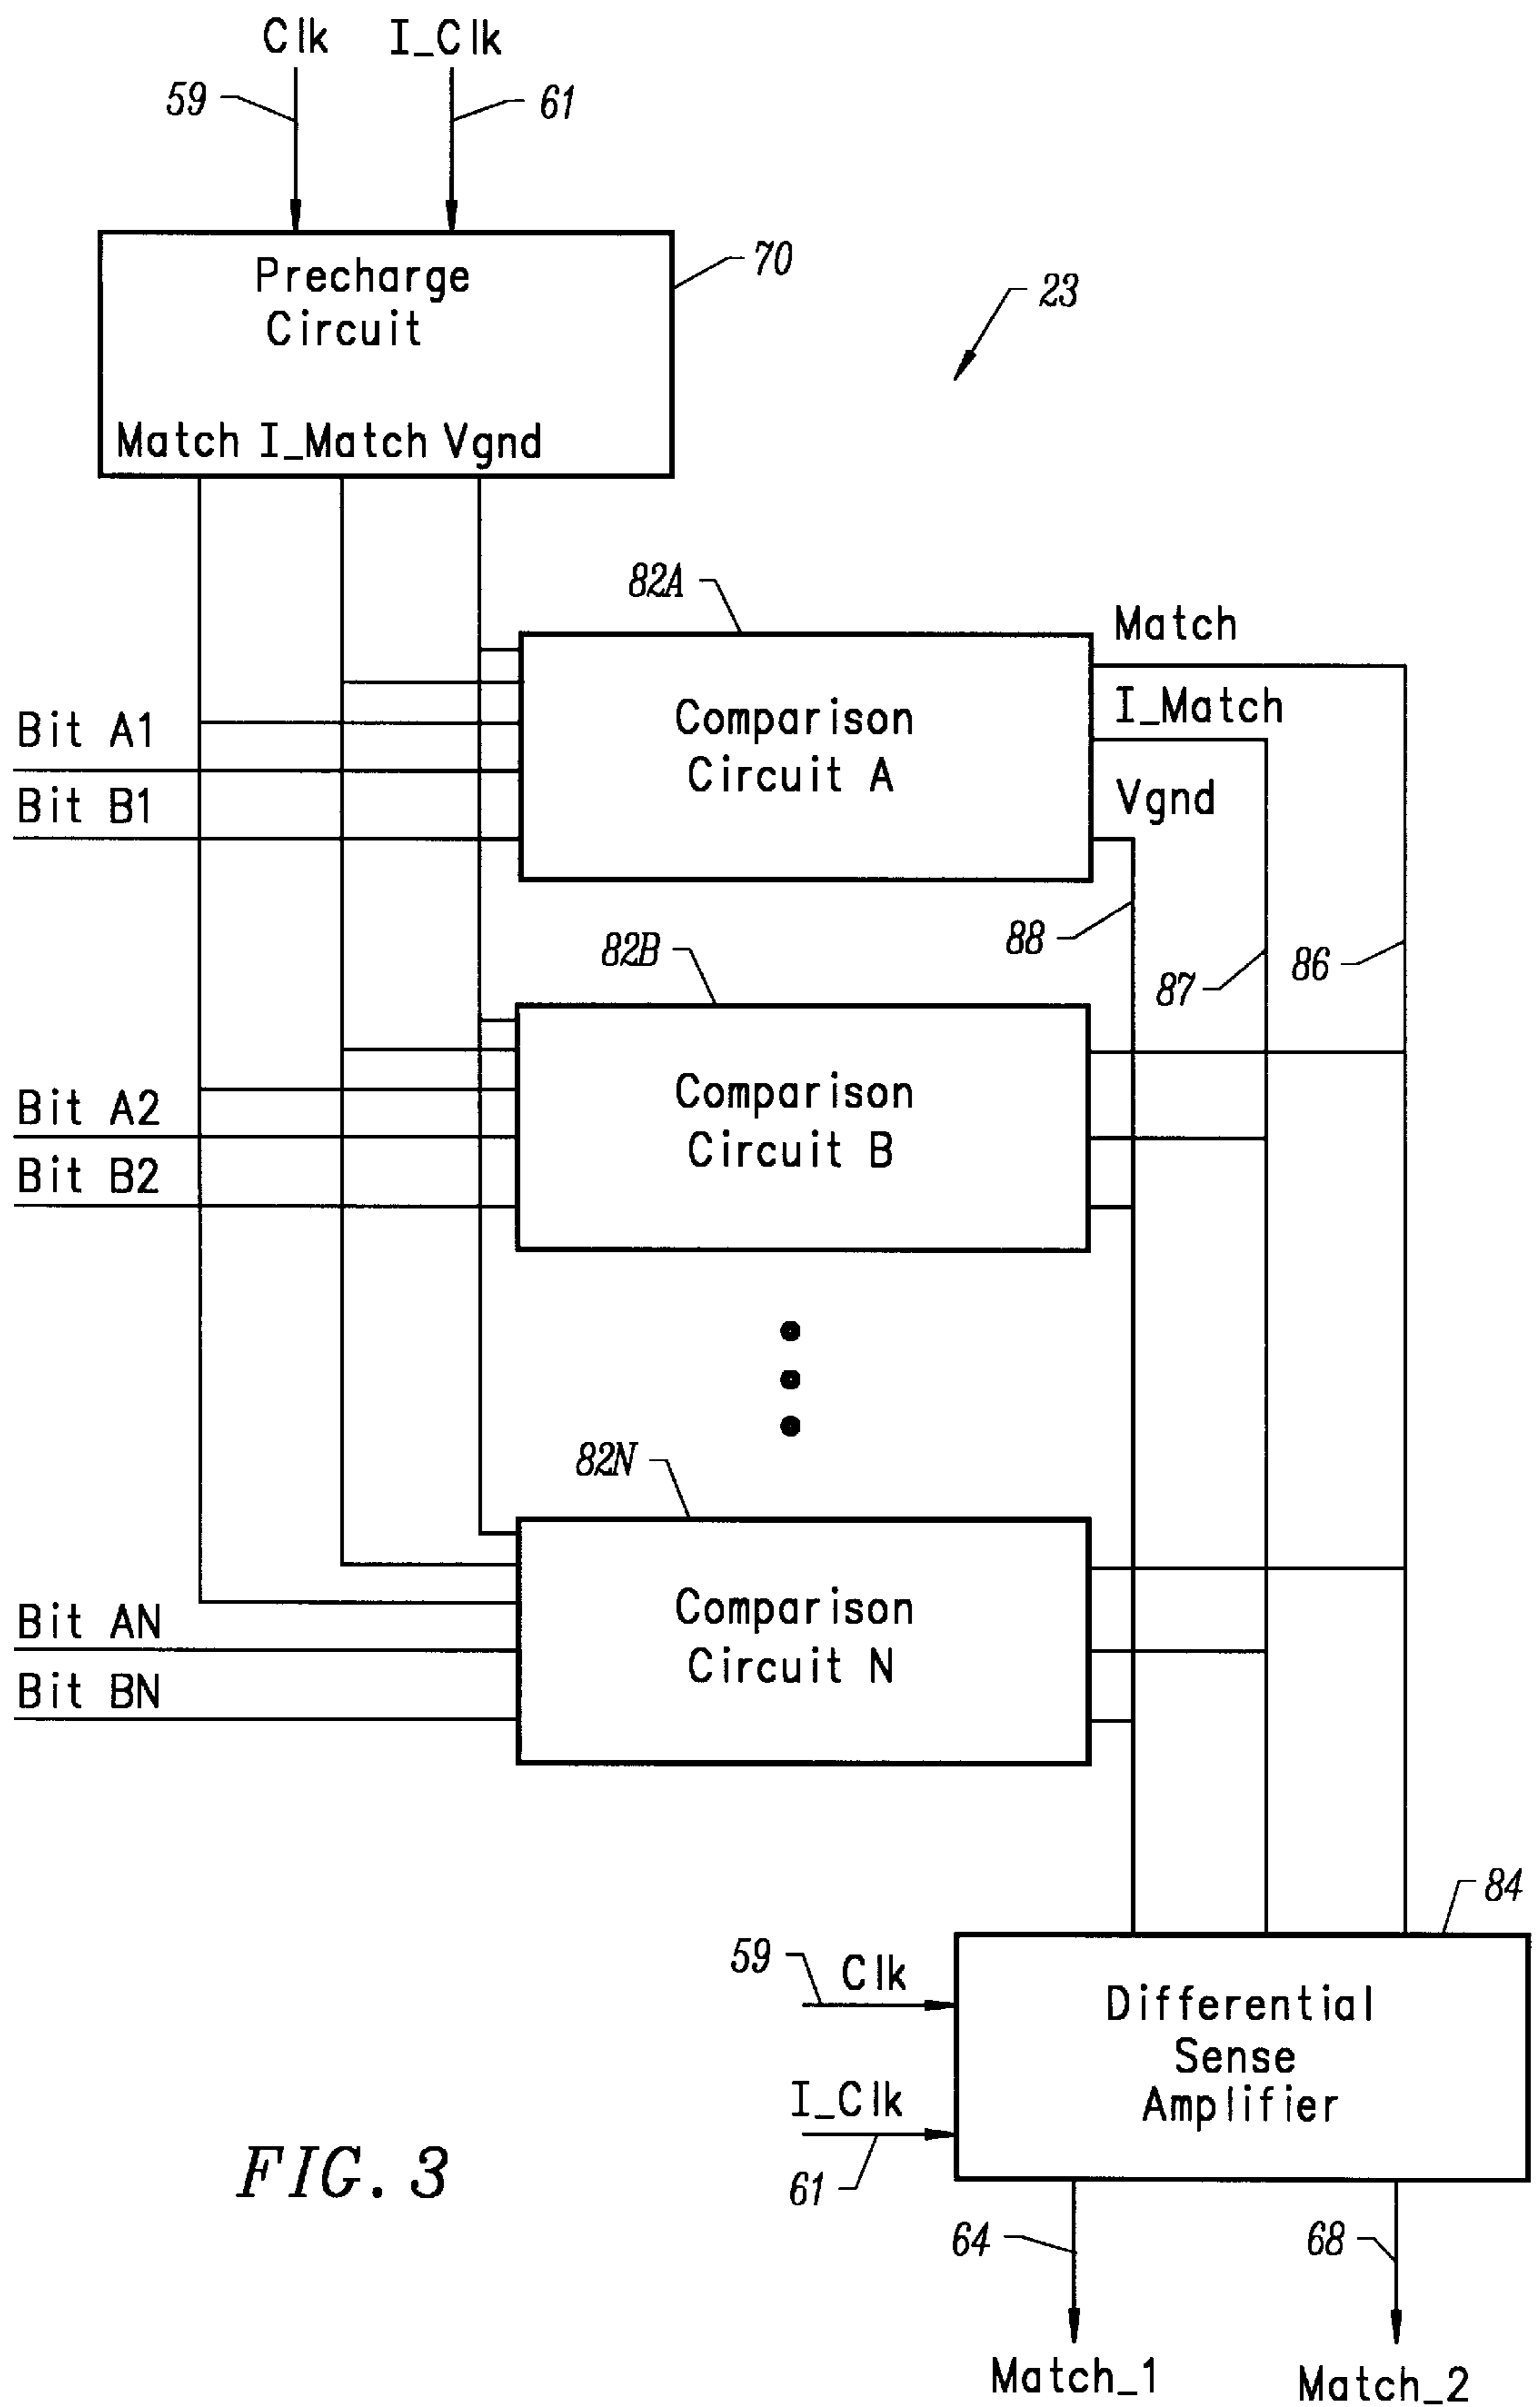 Clk I_Clk
59 61
Precharge
Circuit
70
23
Match I_Match Vgnd
82A
Match
I_Match
Comparison
Circuit A
Bit A1
Bit B1
Vgnd
88
82B
86
87
Comparison
Circuit B
Bit A2
Bit B2
82N
Comparison
Circuit N
Bit AN
Bit BN
84
59 Clk
Differential
Sense
Amplifier
I_Clk
61
FIG. 3
64 68
Match_1 Match_2